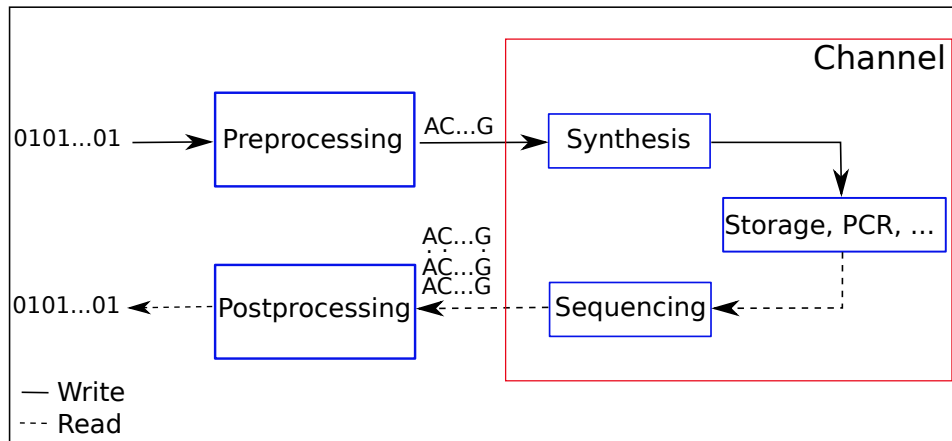 Channel
0101...01
Preprocessing
AC...G
Synthesis
Storage, PCR, ...
AC...G
. . .
AC...G
AC...G
0101...01
Postprocessing
Sequencing
Write
Read